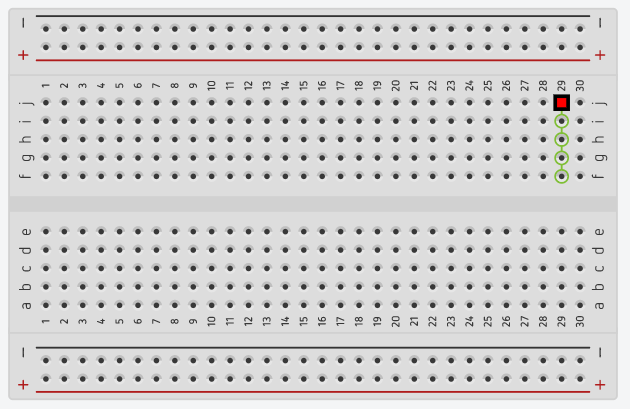 − −
+ +
1 2 3 4 5 6 7 8 9 10 11 12 13 14 15 16 17 18 19 20 21 22 23 24 25 26 27 28 29 30
j j
i i
h h
g g
f f
e e
d d
c c
b b
a a
1 2 3 4 5 6 7 8 9 10 11 12 13 14 15 16 17 18 19 20 21 22 23 24 25 26 27 28 29 30
− −
+ +